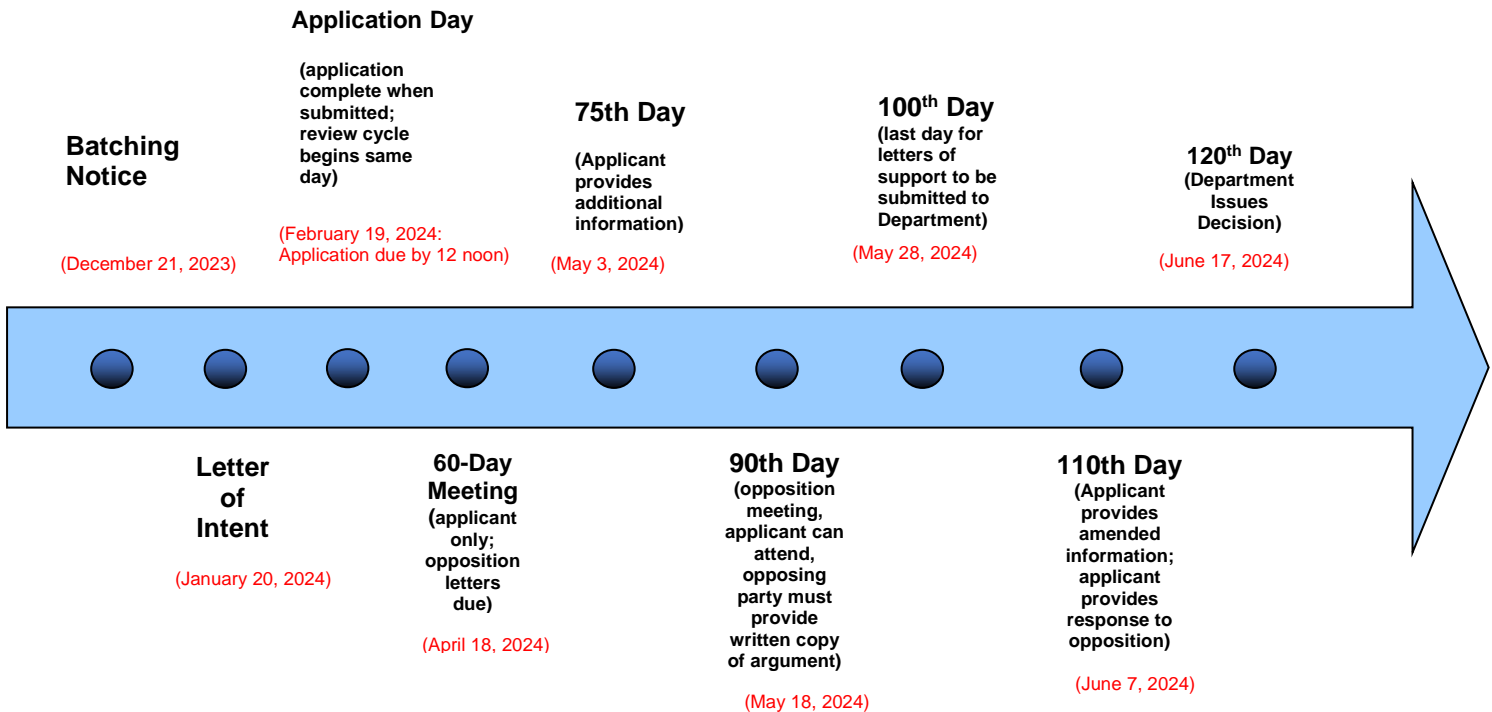 Batching
Notice
(December 21, 2023)
Letter
of
Intent
(January 20, 2024)
Application Day
(application
complete when
submitted;
review cycle
begins same
day)
(February 19, 2024:
Application due by 12 noon)
60-Day
Meeting
(applicant
only;
opposition
letters
due)
(April 18, 2024)
75th Day
(Applicant
provides
additional
information)
(May 3, 2024)
90th Day
(opposition
meeting,
applicant can
attend,
opposing
party must
provide
written copy
of argument)
(May 18, 2024)
100th Day
(last day for
letters of
support to be
submitted to
Department)
(May 28, 2024)
110th Day
(Applicant
provides
amended
information;
applicant
provides
response to
opposition)
(June 7, 2024)
120th Day
(Department
Issues
Decision)
(June 17, 2024)